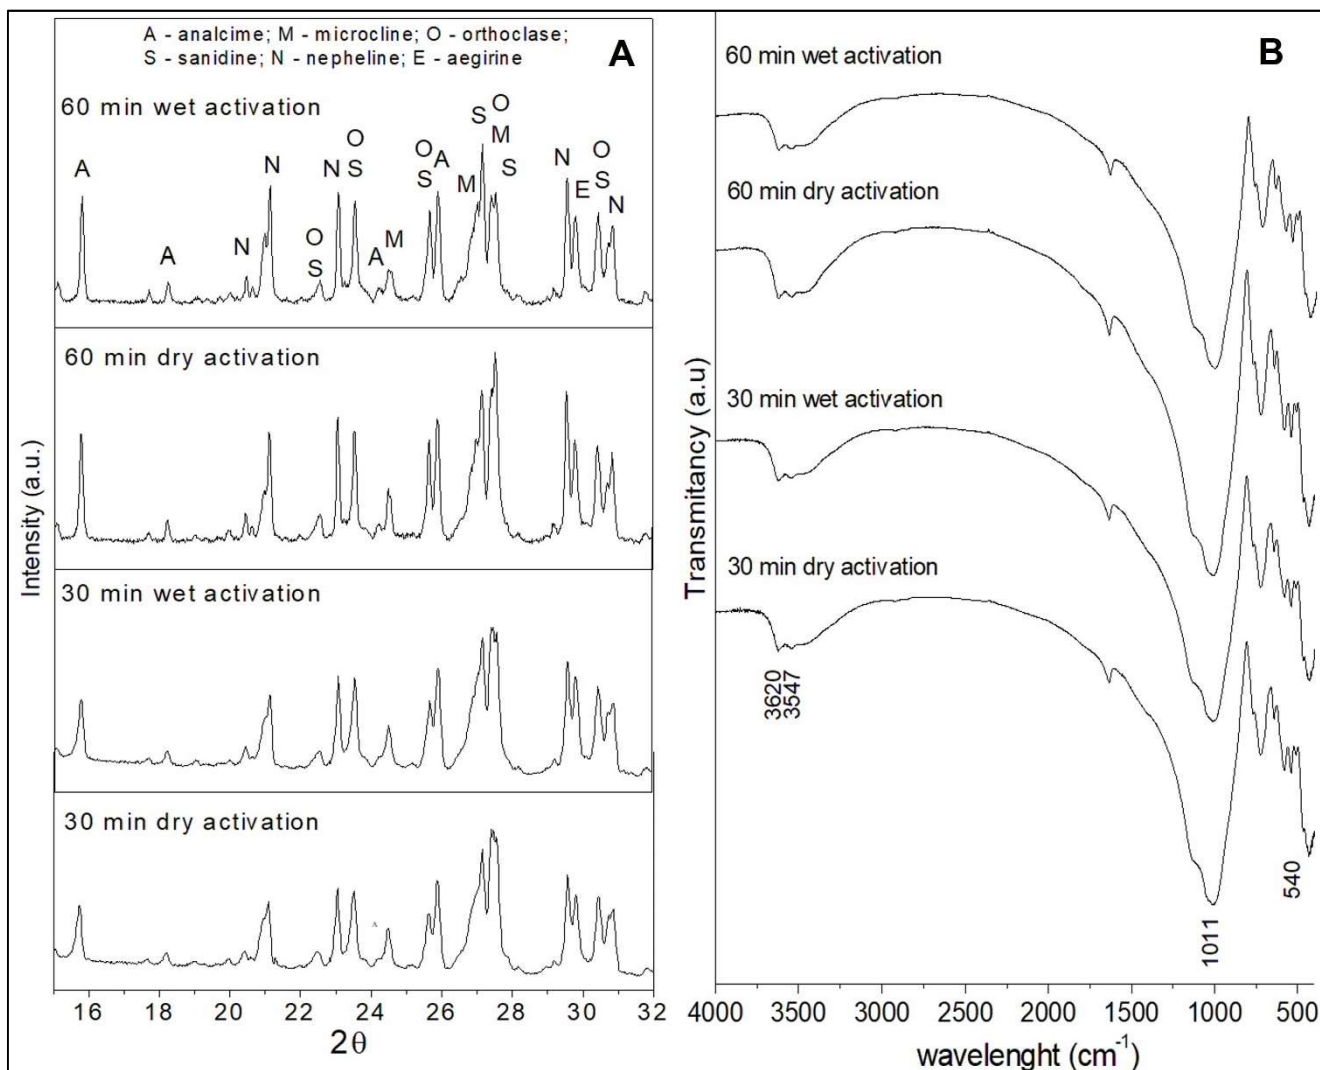 A - analcime; M - microcline; O - orthoclase;
S - sanidine; N - nepheline; E - aegirine
A
60 min wet activation
A
A
N
N
O
S
N
O
S
A
M
O
S
A
M
S
O
M
S
N
E
O
S
N
60 min dry activation
30 min wet activation
30 min dry activation
A
Intensity (a.u.)
16 18 20 22 24 26 28 30 32
2θ
B
60 min wet activation
60 min dry activation
30 min wet activation
30 min dry activation
3620
3547
1011
540
Transmitancy (a.u)
4000 3500 3000 2500 2000 1500 1000 500
wavelenght (cm⁻¹)